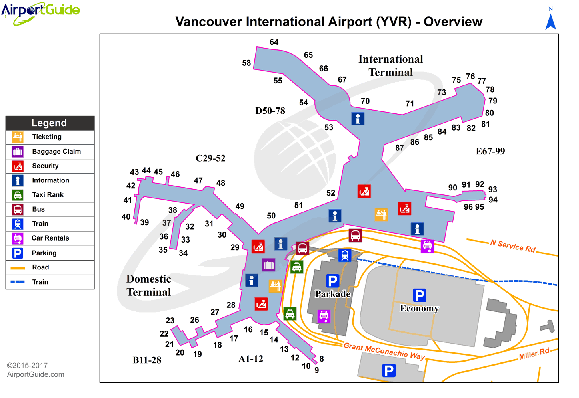 AirportGuide
Vancouver International Airport (YVR) - Overview
N
Legend
Ticketing
Baggage Claim
Security
Information
Taxi Rank
Bus
Train
Car Rentals
Parking
Road
Train
International
Terminal
64
65
58
66
55
67
D50-78
54
53
70
71
73
75 76 77
78
79
80
81
82
83
84
85
86
87
E67-99
C29-52
43 44 45 46
42
41
40
39
47
48
38
37
36
35
34
33
32
31
30
29
49
50
51
52
90 91 92 93
94
96 95
N Service Rd
Domestic
Terminal
Parkade
Economy
28
27
26
23
22
21
20
19
18
17
16
15
14
13
12
10
9
8
B11-28
A1-12
Grant McConachie Way
Miller Rd
©2015-2017
AirportGuide.com